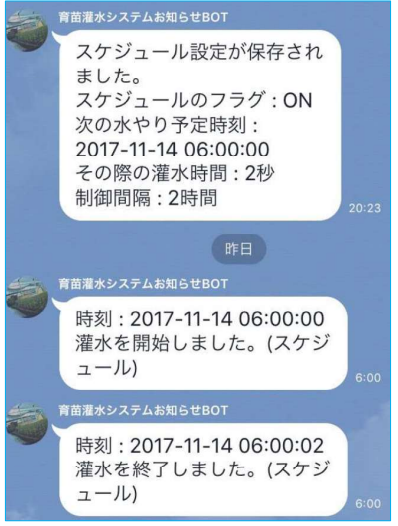 育苗灌水システムお知らせBOT
スケジュール設定が保存され
ました。
スケジュールのフラグ : ON
次の水やり予定時刻 :
2017-11-14 06:00:00
その際の灌水時間 : 2秒
制御間隔 : 2時間
20:23
昨日
育苗灌水システムお知らせBOT
時刻 : 2017-11-14 06:00:00
灌水を開始しました。(スケジ
ュール)
6:00
育苗灌水システムお知らせBOT
時刻 : 2017-11-14 06:00:02
灌水を終了しました。(スケジ
ュール)
6:00